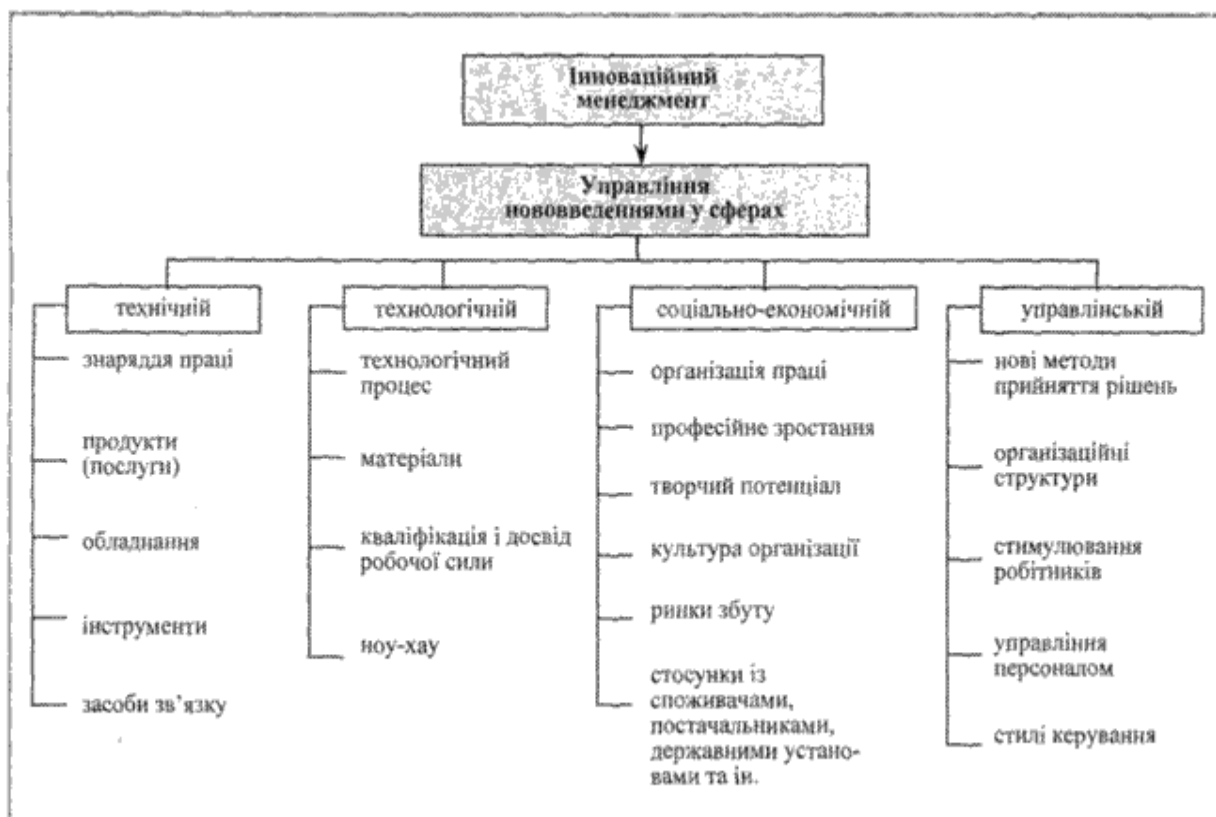 Інноваційний
менеджмент
Управління
нововведеннями у сферах
технічній
знаряддя праці
продукти
(послуги)
обладнання
інструменти
засоби зв’язку
технологічній
технологічний
процес
матеріали
кваліфікація і досвід
робочої сили
ноу-хау
соціально-економічній
організація праці
професійне зростання
творчий потенціал
культура організації
ринки збуту
стосунки із
споживачами,
постачальниками,
державними устано-
вами та ін.
управлінській
нові методи
прийняття рішень
організаційні
структури
стимулювання
робітників
управління
персоналом
стилі керування